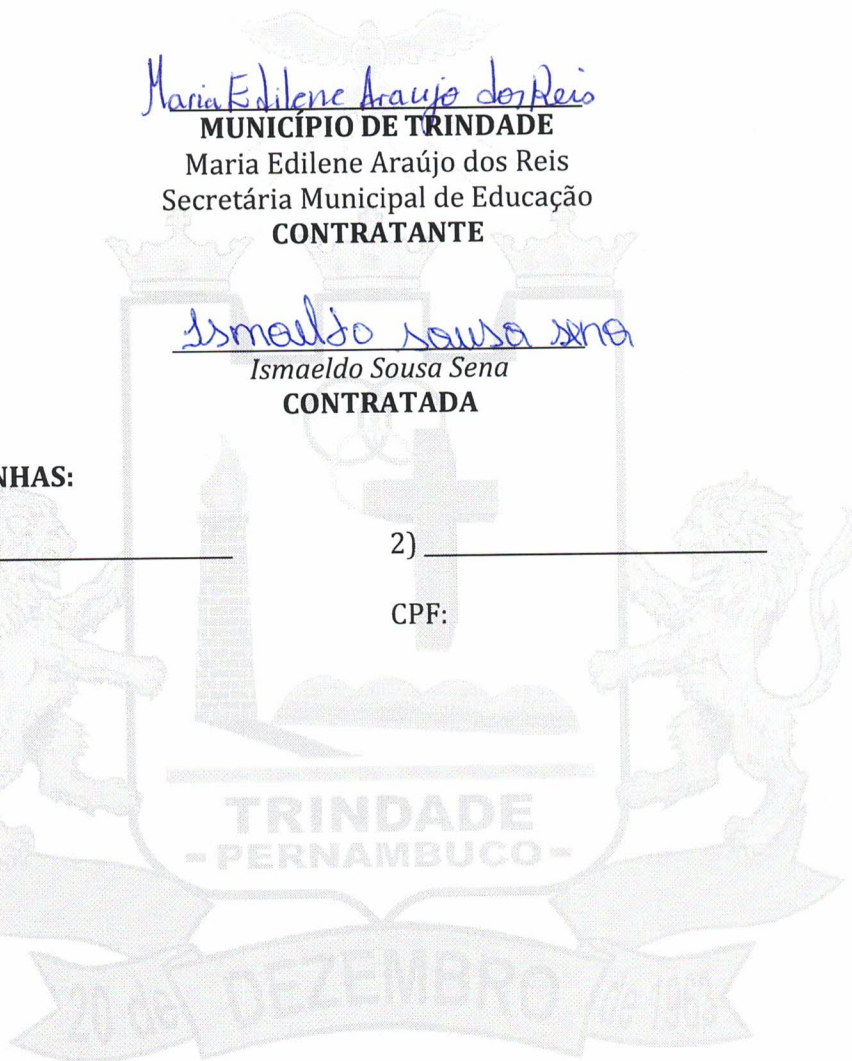 Maria Edilene Araujo dos Reis
MUNICÍPIO DE TRINDADE
Maria Edilene Araújo dos Reis
Secretária Municipal de Educação
CONTRATANTE
Ismaeldo sousa sena
Ismaeldo Sousa Sena
CONTRATADA
NHAS:
2)
CPF:
TRINDADE
- PERNAMBUCO -
20 de DEZEMBRO de 1963